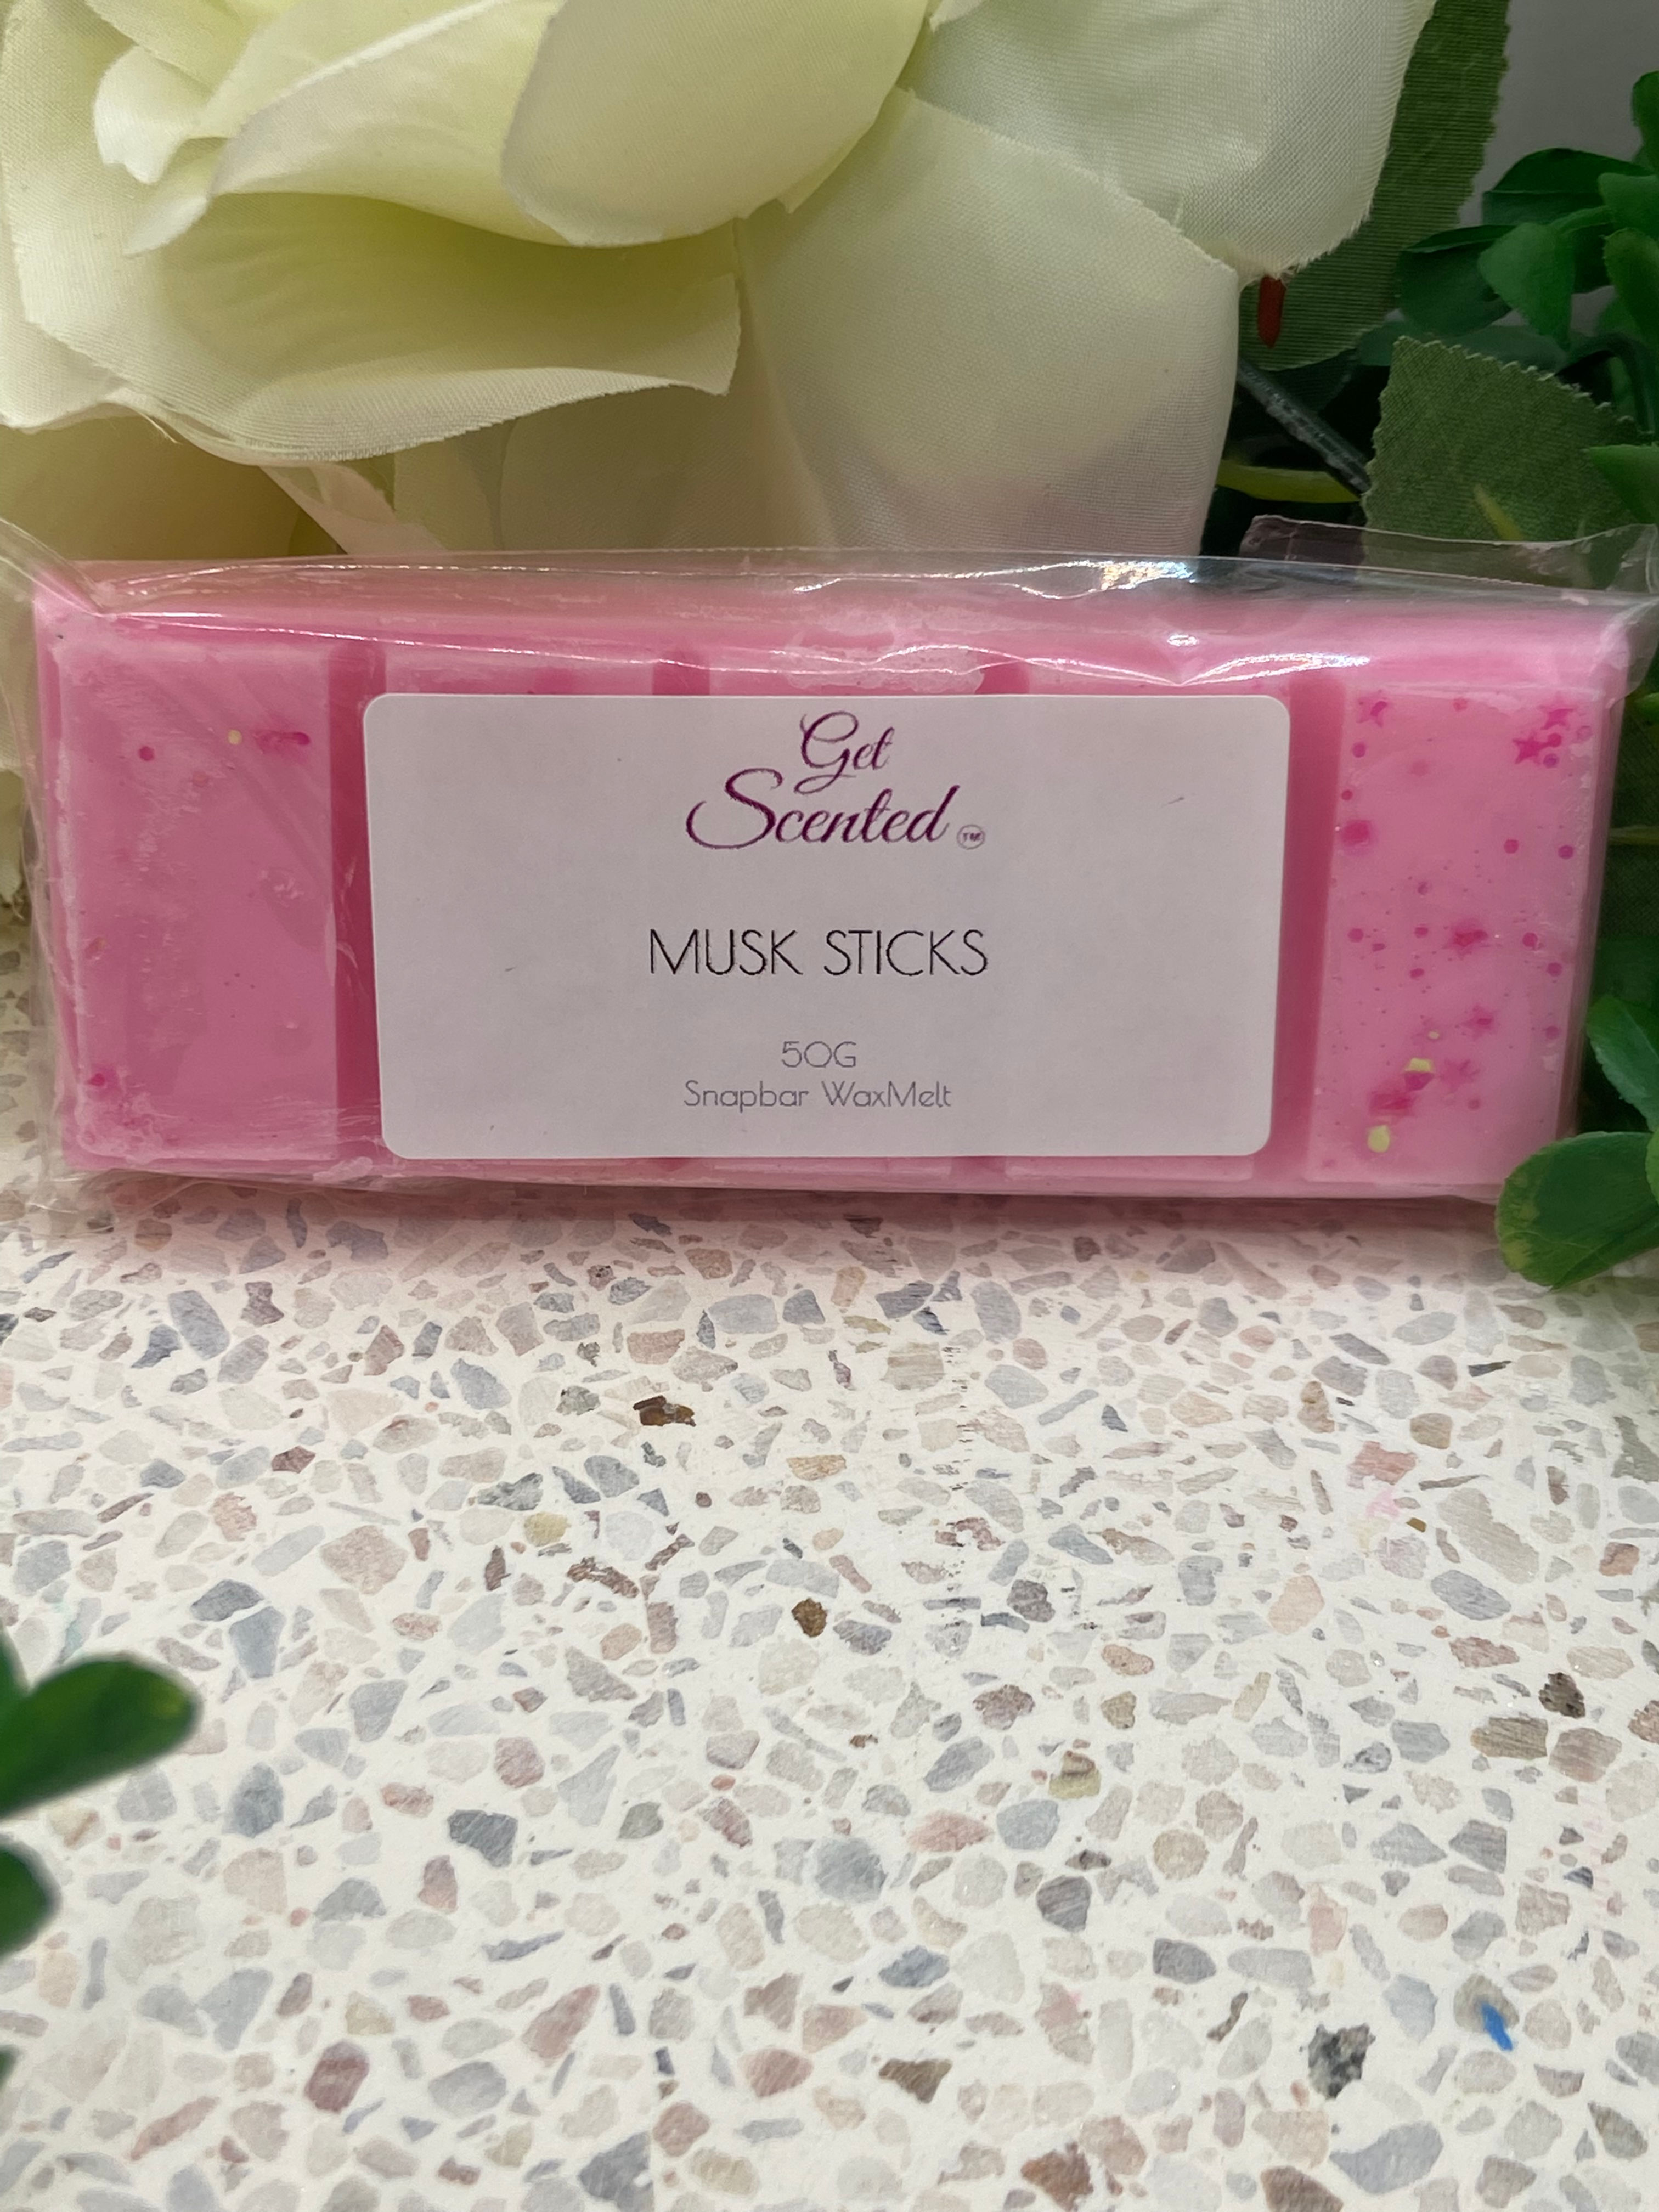 Get
Scented ™
MUSK STICKS
50G
Snapbar WaxMelt